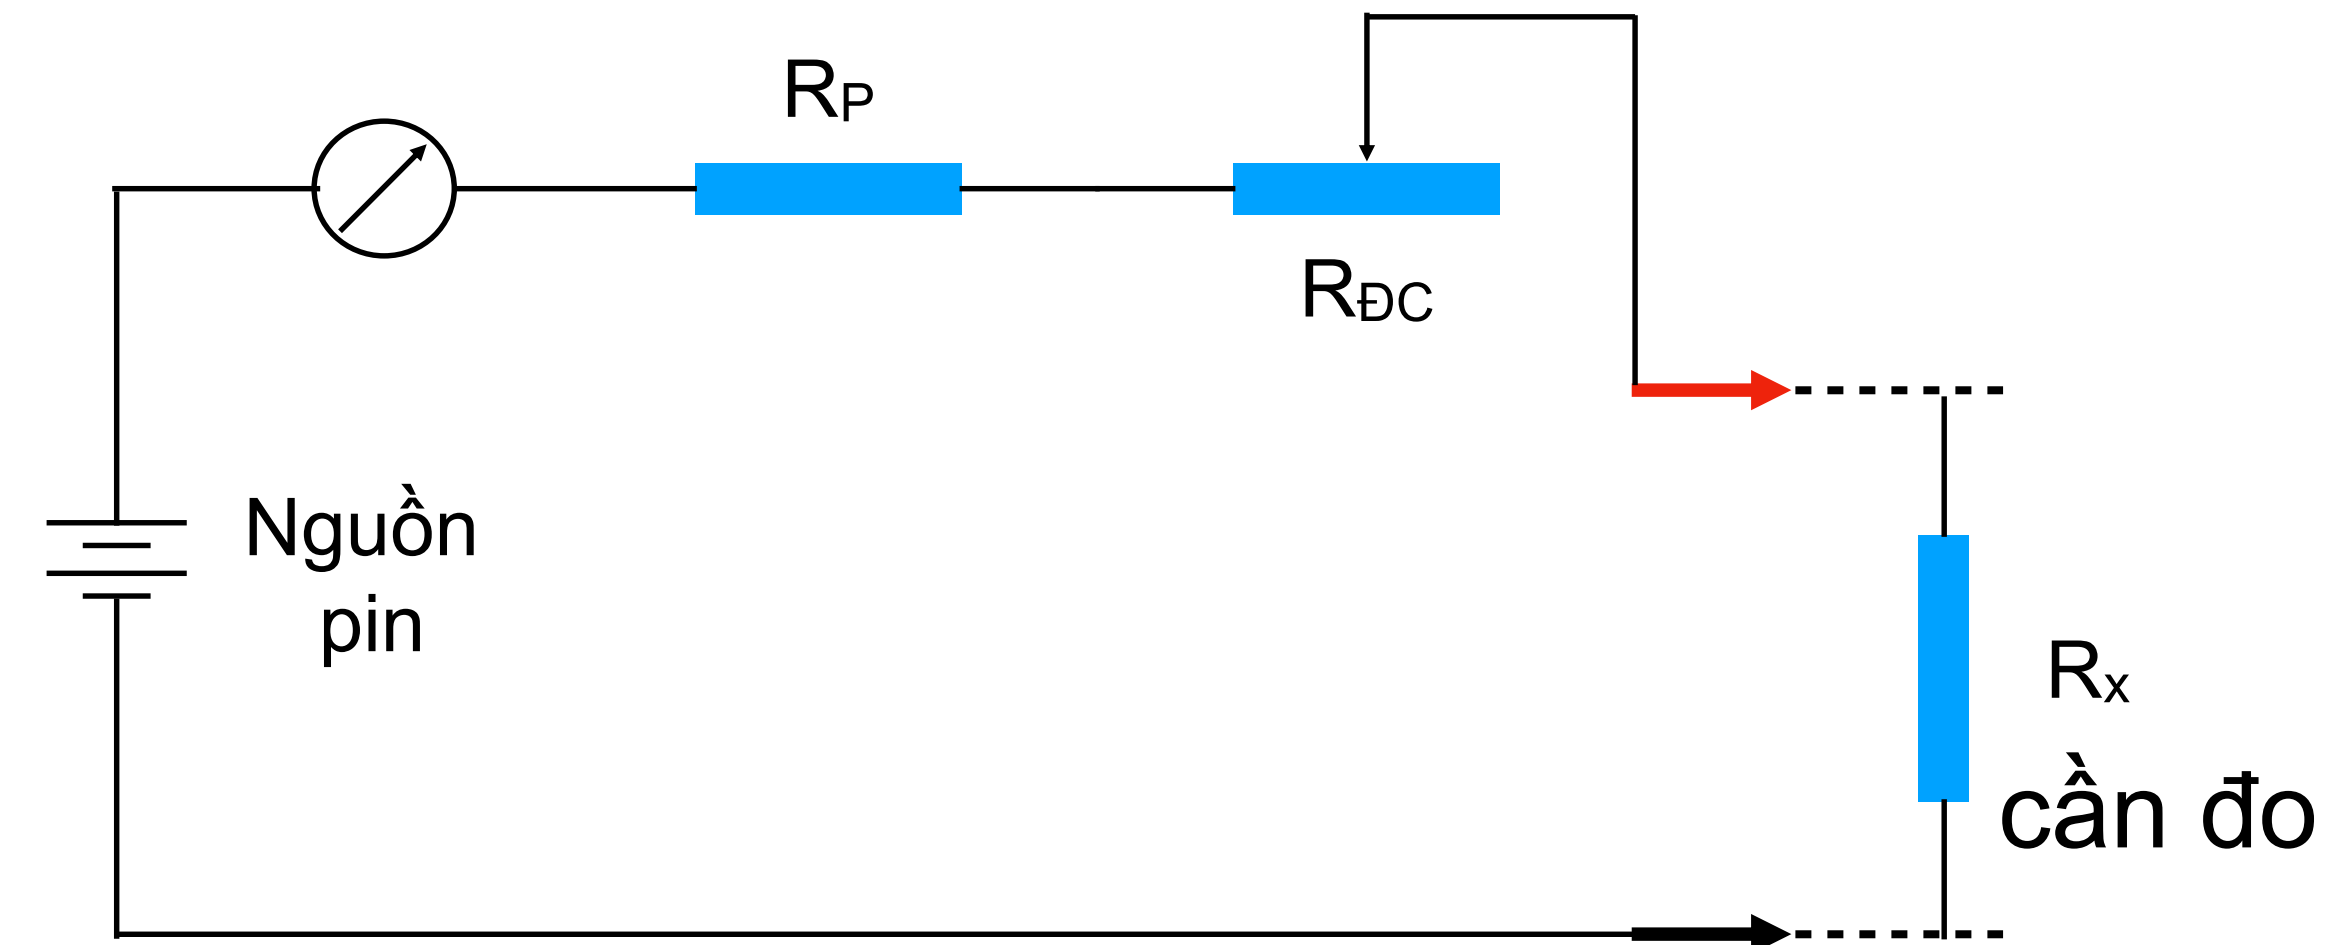 RP
RĐC
Nguồn
pin
Rx
cần đo